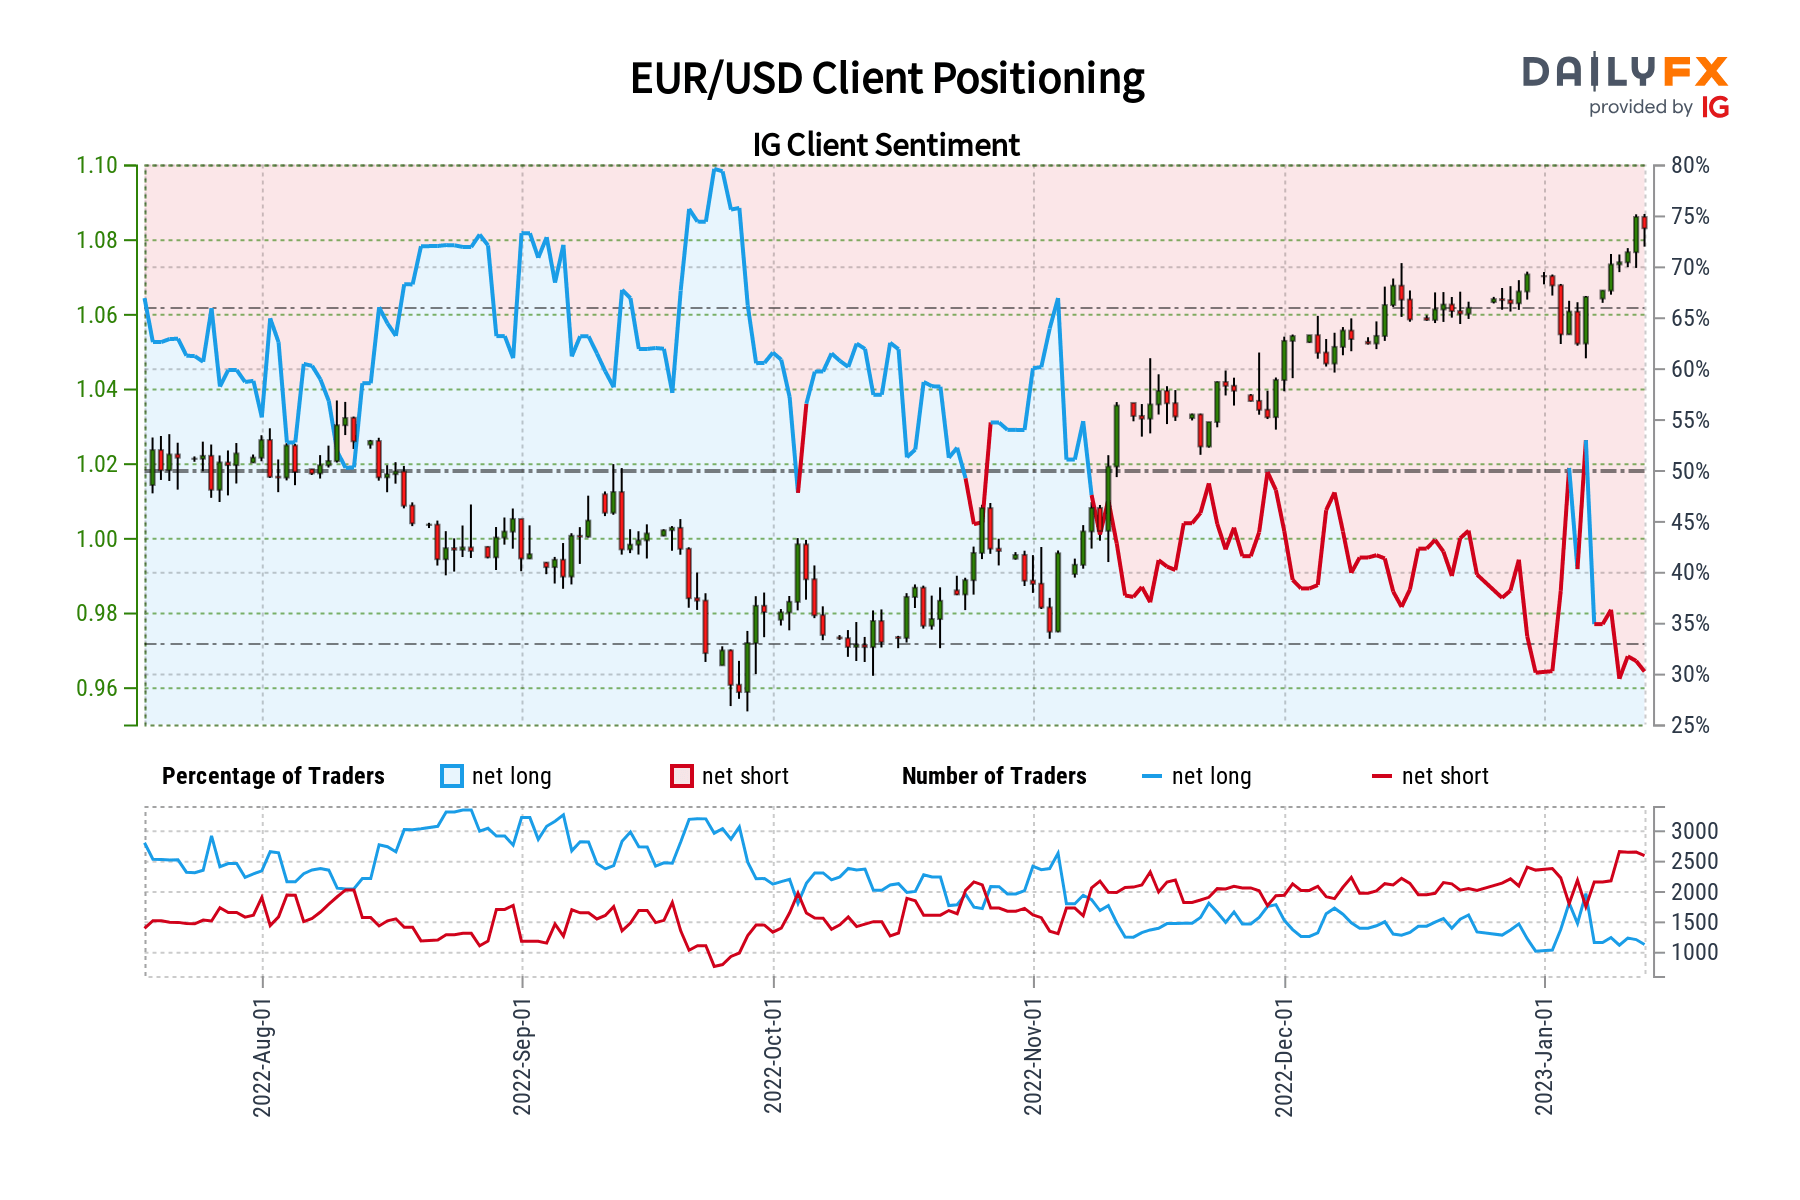 EUR/USD Client Positioning
DAILYFX
provided by IG
IG Client Sentiment
1.10
1.08
1.06
1.04
1.02
1.00
0.98
0.96
80%
75%
70%
65%
60%
55%
50%
45%
40%
35%
30%
25%
Percentage of Traders net long net short Number of Traders net long net short
3000
2500
2000
1500
1000
2022-Aug-01
2022-Sep-01
2022-Oct-01
2022-Nov-01
2022-Dec-01
2023-Jan-01